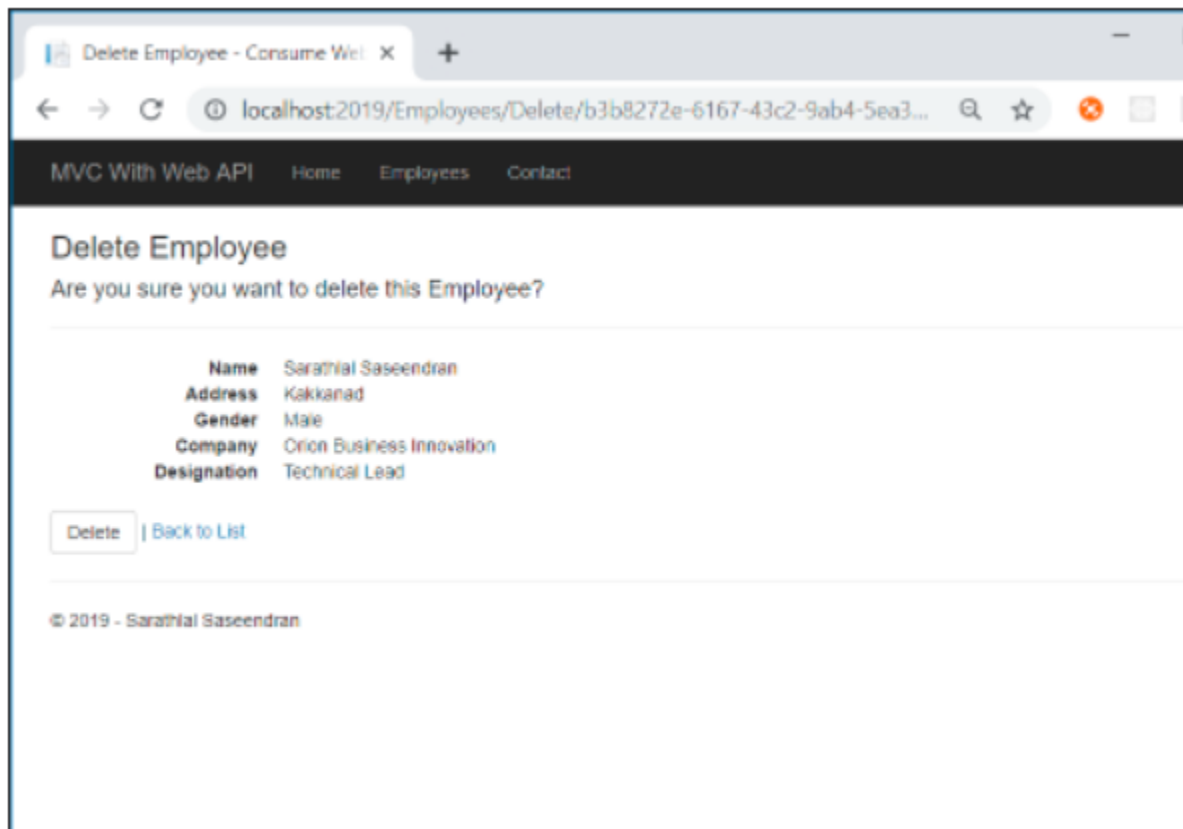 Delete Employee - Consume Wel
localhost:2019/Employees/Delete/b3b8272e-6167-43c2-9ab4-5ea3...
MVC With Web API Home Employees Contact
Delete Employee
Are you sure you want to delete this Employee?
Name Sarathlal Saseendran
Address Kakkanad
Gender Male
Company Orion Business Innovation
Designation Technical Lead
Delete | Back to List
© 2019 - Sarathlal Saseendran